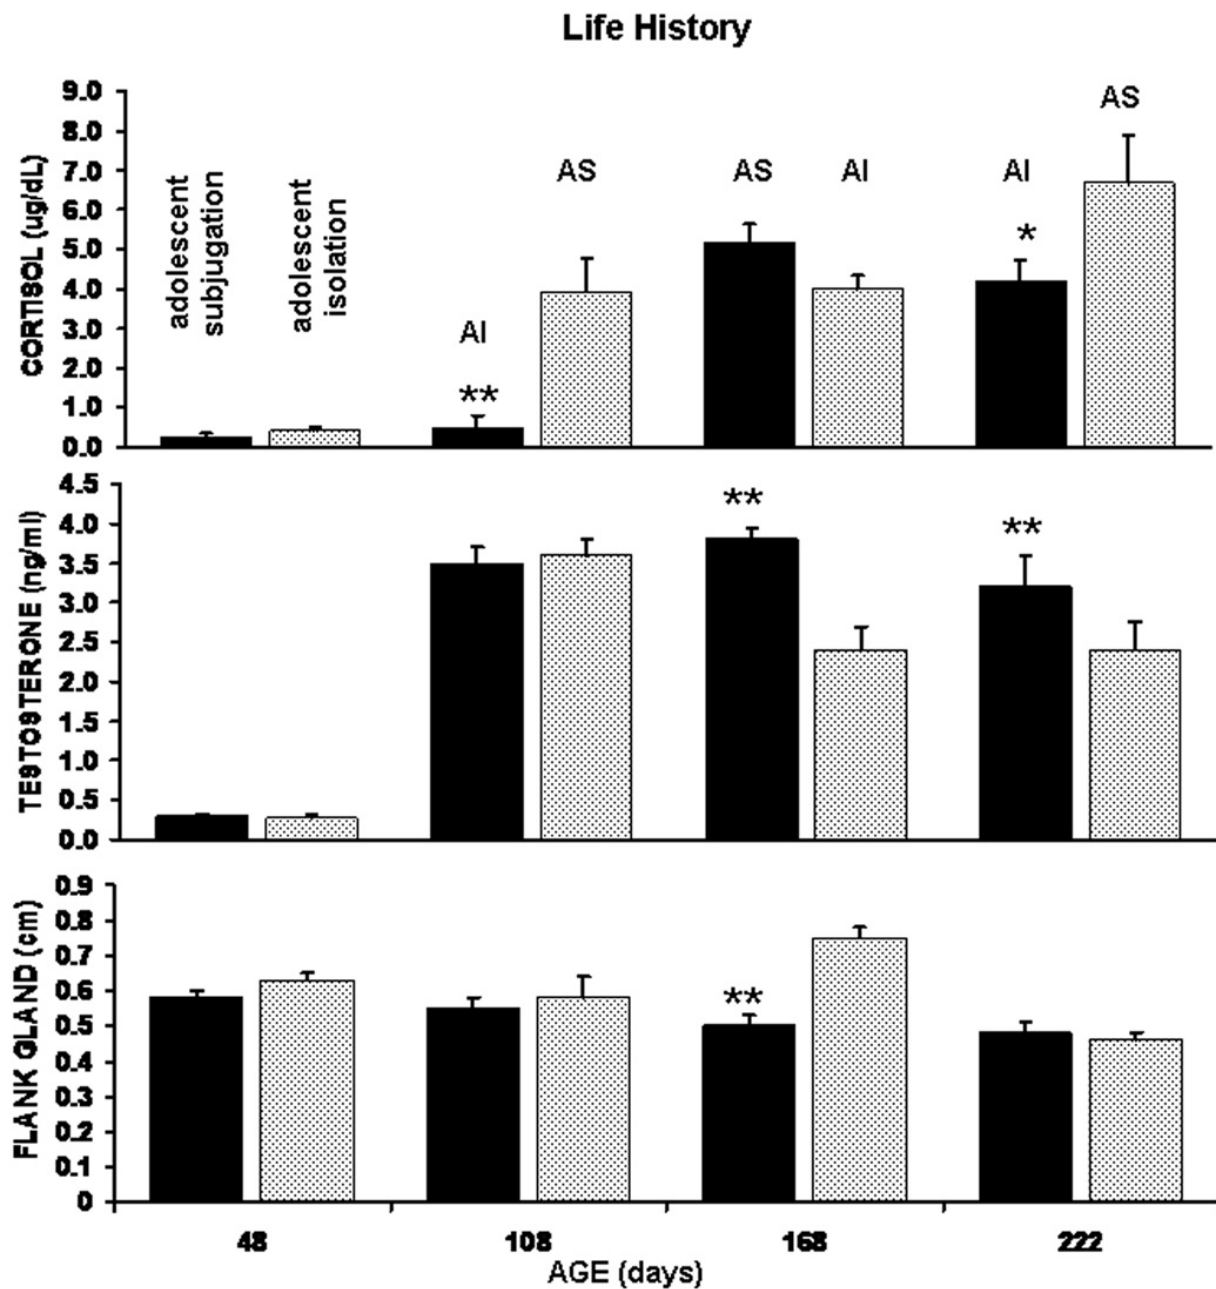 Life History
CORTISOL (ug/dL)
9.0
8.0
7.0
6.0
5.0
4.0
3.0
2.0
1.0
0.0
adolescent
subjugation
adolescent
isolation
AI
**
AS
AS
AI
AI
*
AS
TESTOSTERONE (ng/ml)
4.5
4.0
3.5
3.0
2.5
2.0
1.5
1.0
0.5
0.0
**
**
FLANK GLAND (cm)
0.9
0.8
0.7
0.6
0.5
0.4
0.3
0.2
0.1
0
**
48 108 168 222
AGE (days)